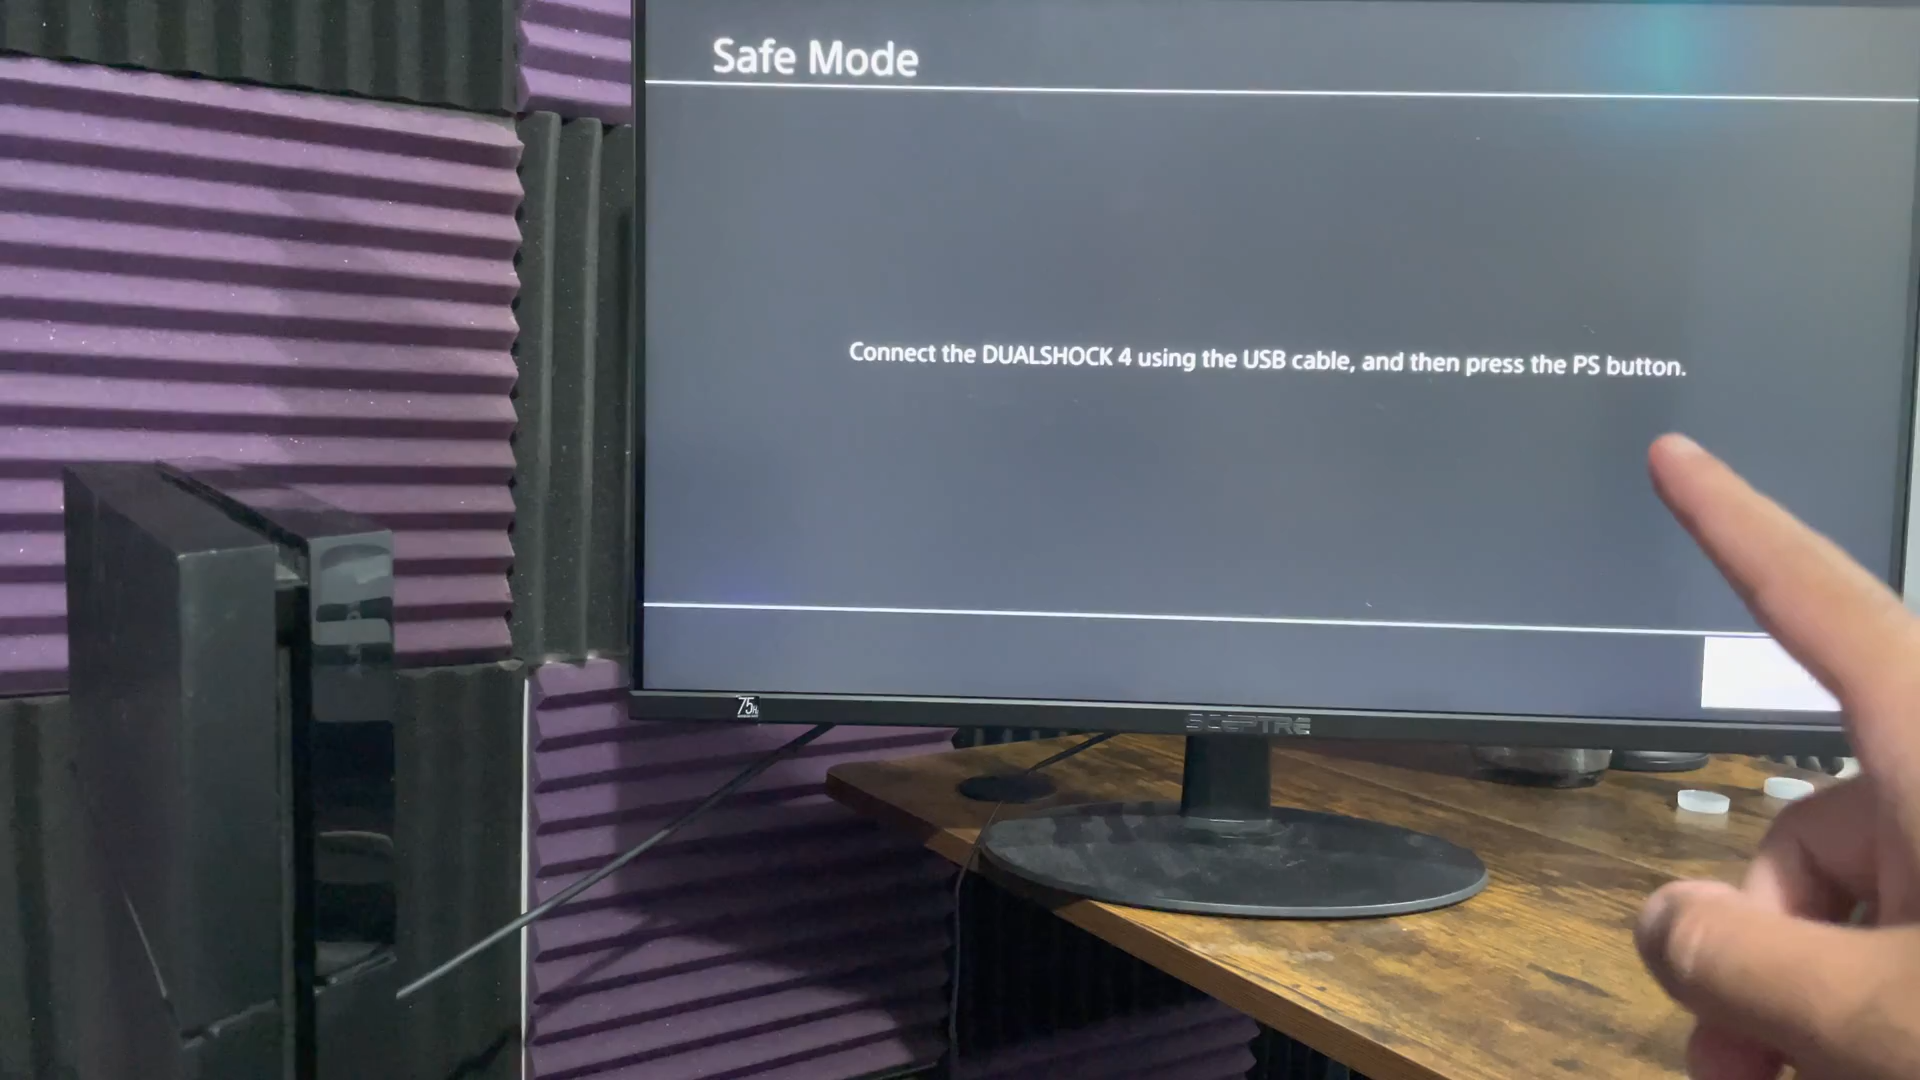 Safe Mode
Connect the DUALSHOCK 4 using the USB cable, and then press the PS button.
75Hz
SCEPTRE